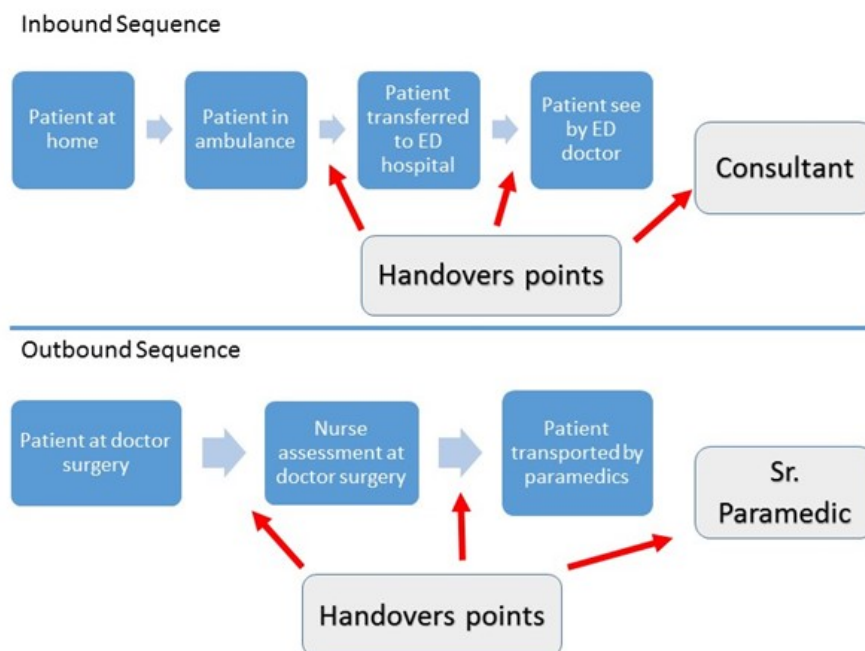 Inbound Sequence
Patient at
home
Patient in
ambulance
Patient
transferred
to ED
hospital
Patient see
by ED
doctor
Consultant
Handovers points
Outbound Sequence
Patient at doctor
surgery
Nurse
assessment at
doctor surgery
Patient
transported by
paramedics
Sr.
Paramedic
Handovers points